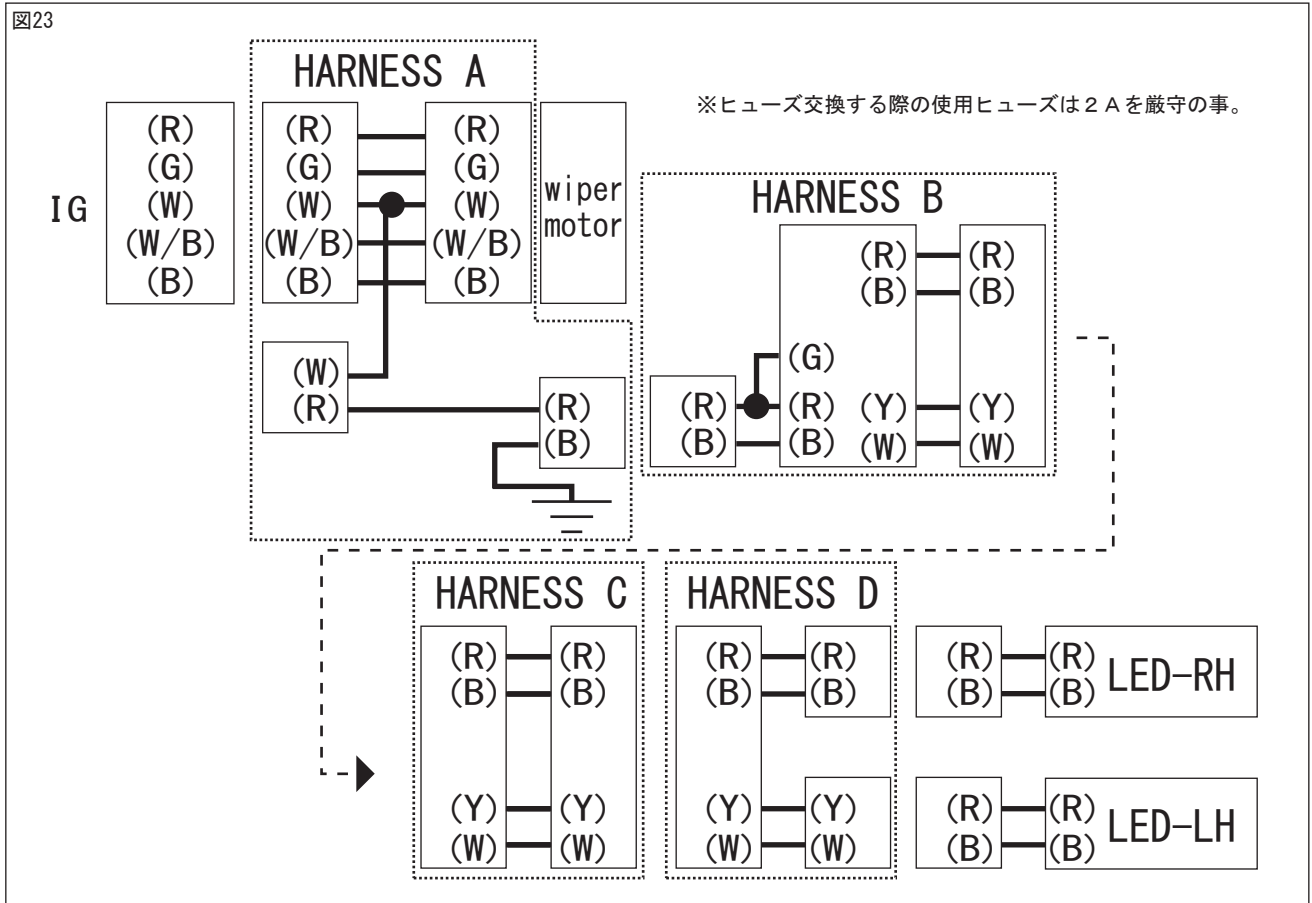 図23
HARNESS A
※ヒューズ交換する際の使用ヒューズは２Ａを厳守の事。
IG
(R)
(G)
(W)
(W/B)
(B)
(R) (R)
(G) (G)
(W) (W)
(W/B) (W/B)
(B) (B)
wiper
motor
(W)
(R)
(R)
(B)
HARNESS B
(R) (R)
(B) (B)
(G)
(R) (R) (Y) (Y)
(B) (B) (W) (W)
HARNESS C
(R) (R)
(B) (B)
(Y) (Y)
(W) (W)
HARNESS D
(R) (R)
(B) (B)
(Y) (Y)
(W) (W)
(R) (R)
(B) (B)
LED-RH
(R) (R)
(B) (B)
LED-LH